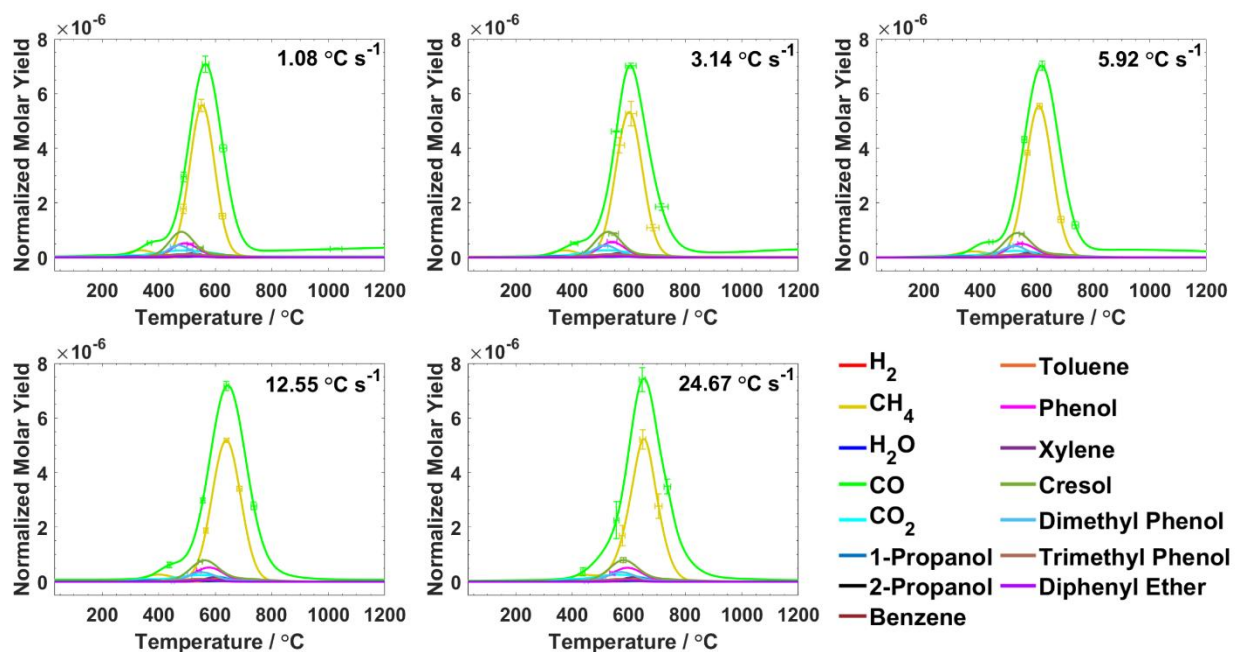 ×10⁻⁶ ×10⁻⁶ ×10⁻⁶
1.08 °C s⁻¹ 3.14 °C s⁻¹ 5.92 °C s⁻¹
Normalized Molar Yield Normalized Molar Yield Normalized Molar Yield
8 8 8
6 6 6
4 4 4
2 2 2
0 0 0
200 400 600 800 1000 1200 200 400 600 800 1000 1200 200 400 600 800 1000 1200
Temperature / °C Temperature / °C Temperature / °C
×10⁻⁶ ×10⁻⁶
12.55 °C s⁻¹ 24.67 °C s⁻¹
Normalized Molar Yield Normalized Molar Yield
8 8
6 6
4 4
2 2
0 0
200 400 600 800 1000 1200 200 400 600 800 1000 1200
Temperature / °C Temperature / °C
H₂ Toluene
CH₄ Phenol
H₂O Xylene
CO Cresol
CO₂ Dimethyl Phenol
1-Propanol Trimethyl Phenol
2-Propanol Diphenyl Ether
Benzene